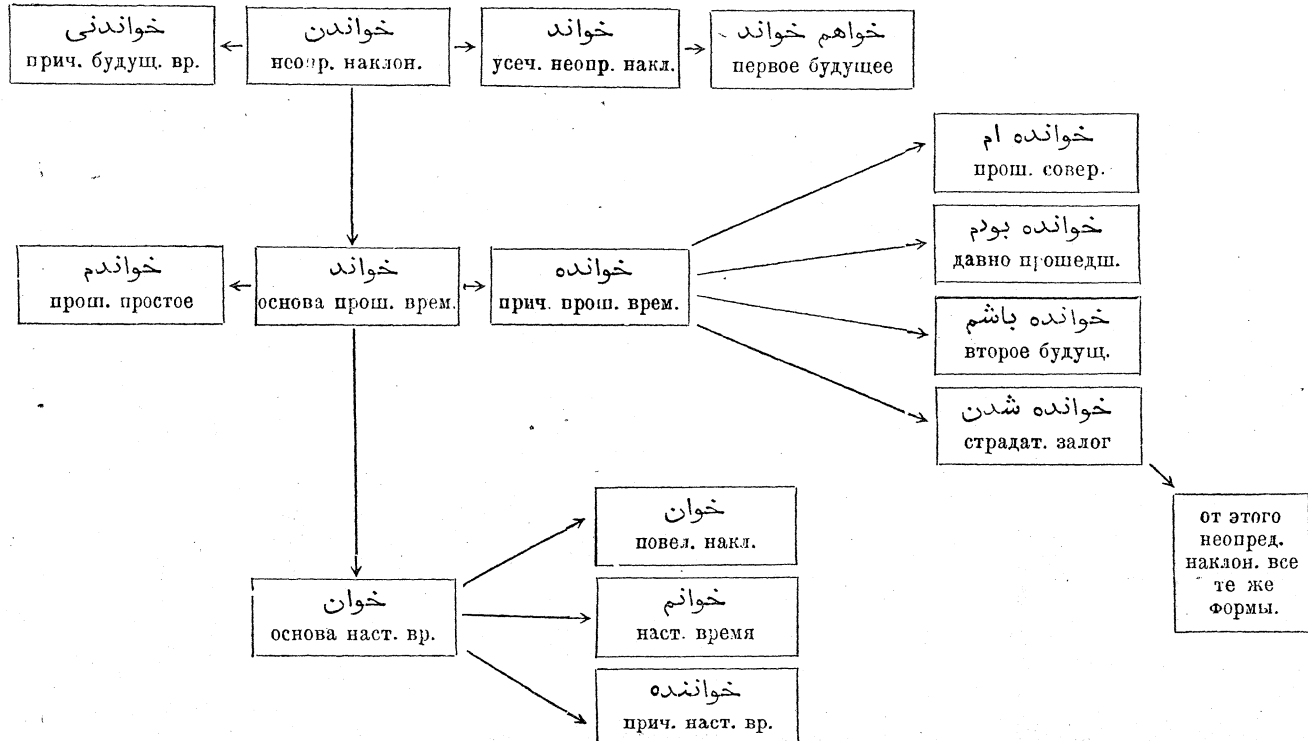 خواندنی
прич. будущ. вр.
خواندن
неопр. наклон.
خواند
усеч. неопр. накл.
خواهم خواند
первое будущее
خوانده ام
прош. совер.
خوانده بودم
давно прошедш.
خواندم
прош. простое
خواند
основа прош. врем.
خوانده
прич. прош. врем.
خوانده باشم
второе будущ.
خوانده شدن
страдат. залог
خوان
повел. накл.
от этого
неопред.
наклон. все
те же
формы.
خوان
основа наст. вр.
خوانم
наст. время
خواننده
прич. наст. вр.